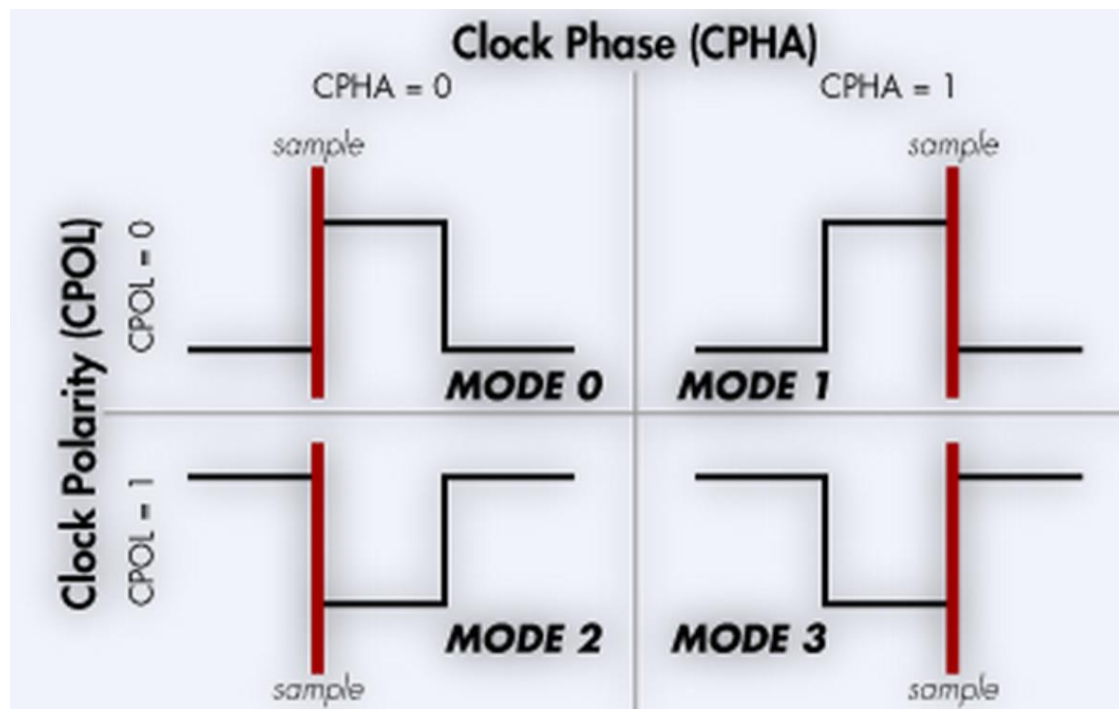 Clock Phase (CPHA)
CPHA = 0
CPHA = 1
sample
sample
Clock Polarity (CPOL)
CPOL = 0
MODE 0
MODE 1
CPOL = 1
MODE 2
MODE 3
sample
sample